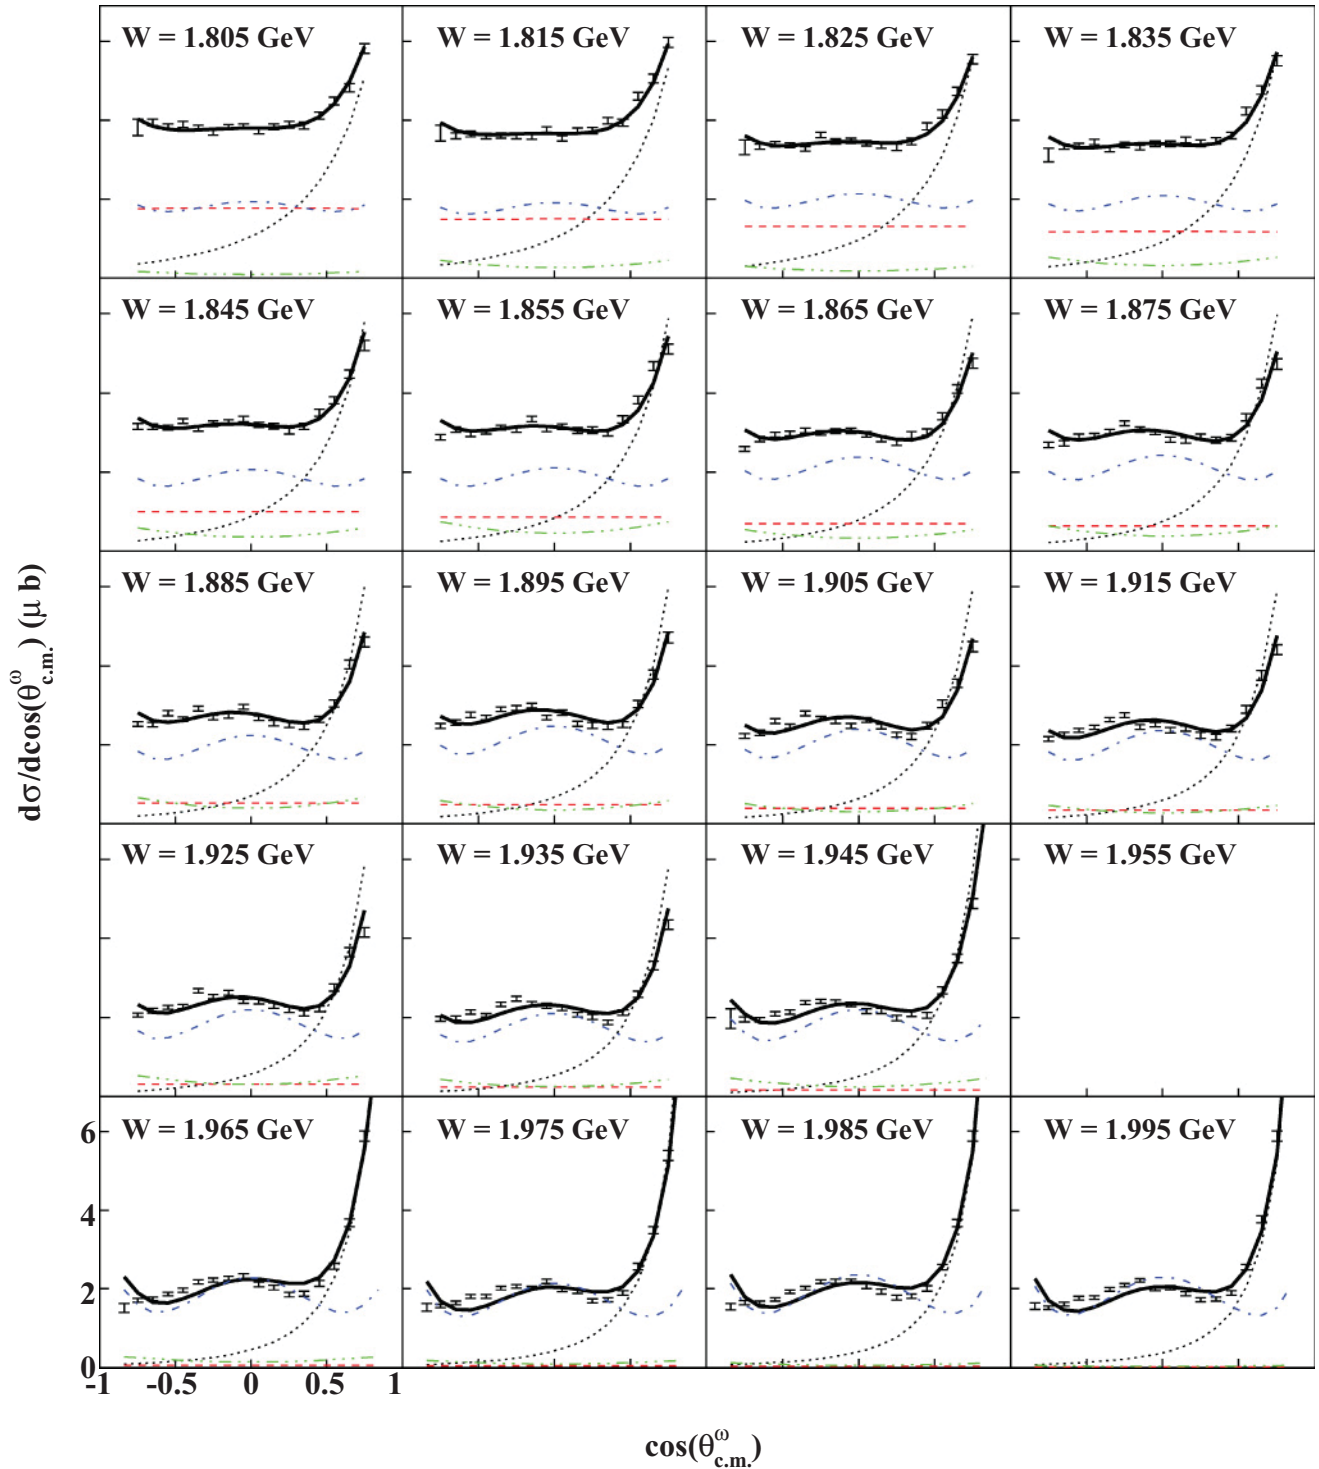 W = 1.805 GeV
W = 1.815 GeV
W = 1.825 GeV
W = 1.835 GeV
W = 1.845 GeV
W = 1.855 GeV
W = 1.865 GeV
W = 1.875 GeV
dσ/dcos(θ^ω_c.m.) (μ b)
W = 1.885 GeV
W = 1.895 GeV
W = 1.905 GeV
W = 1.915 GeV
W = 1.925 GeV
W = 1.935 GeV
W = 1.945 GeV
W = 1.955 GeV
W = 1.965 GeV
W = 1.975 GeV
W = 1.985 GeV
W = 1.995 GeV
6
4
2
0
-1 -0.5 0 0.5 1
cos(θ^ω_c.m.)